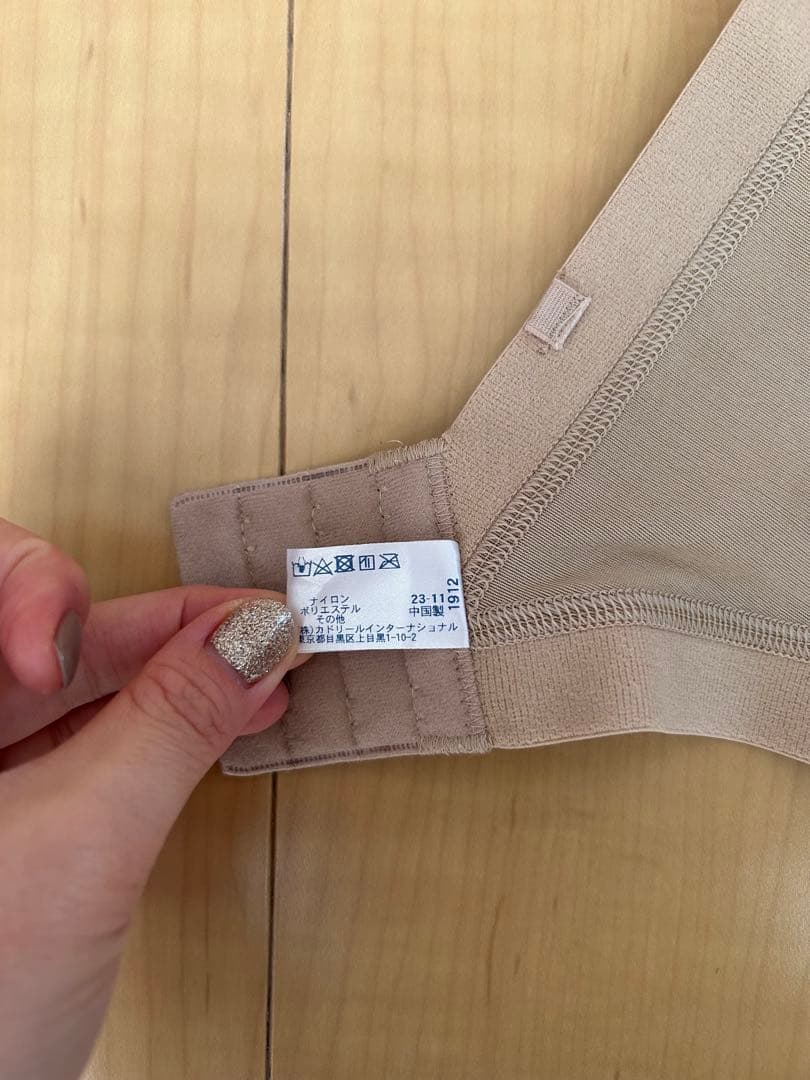 ナイロン 23-11
ポリエステル 中国製
その他
(株)カドリールインターナショナル
東京都目黒区上目黒1-10-2
1912